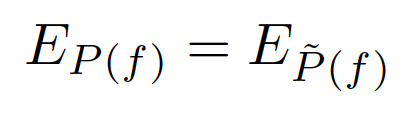 $E_{P(f)} = E_{\tilde{P}(f)}$